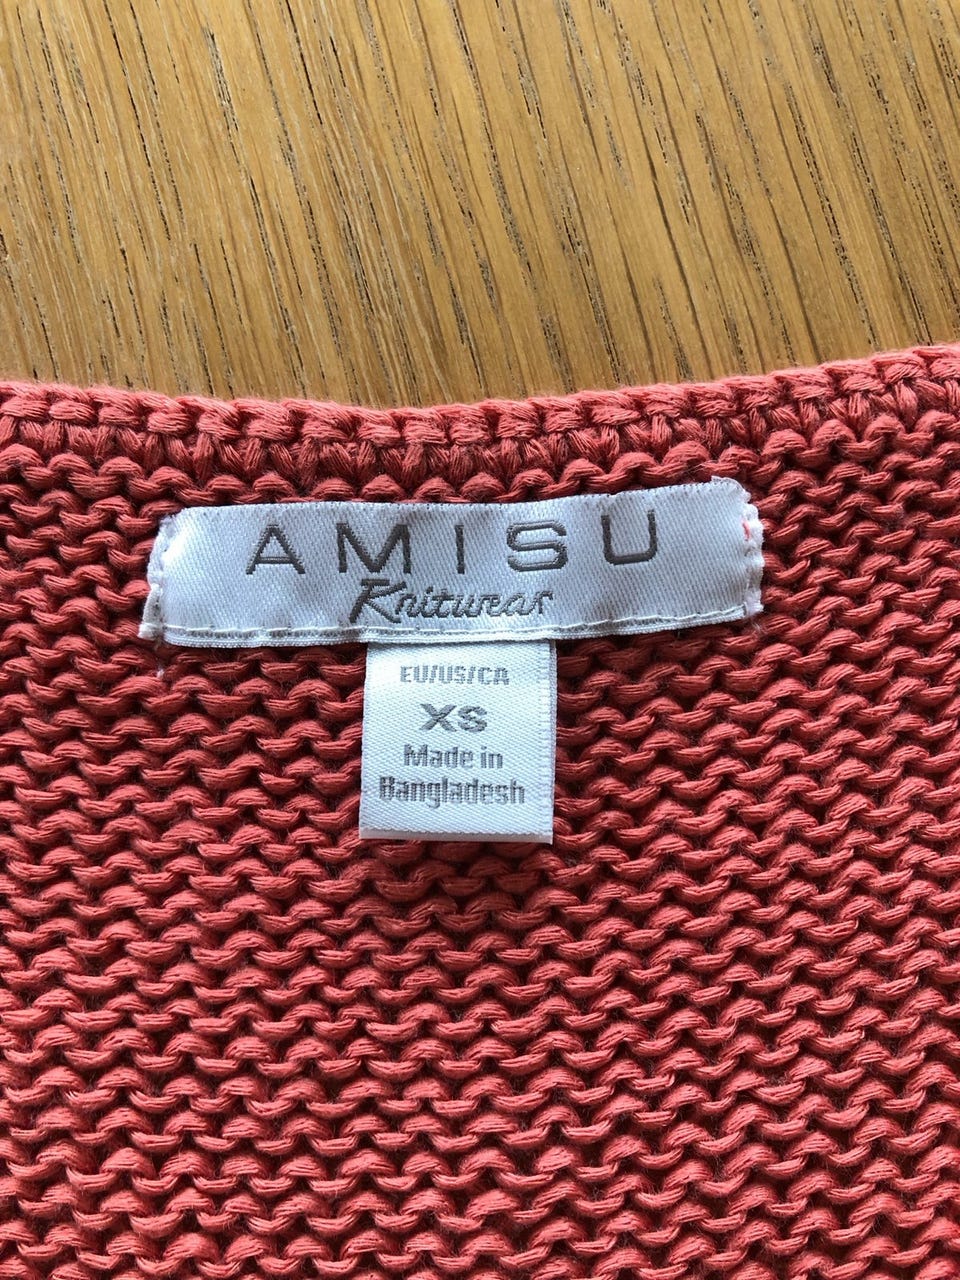 AMISU
Knitwear
EU/US/CA
XS
Made in
Bangladesh